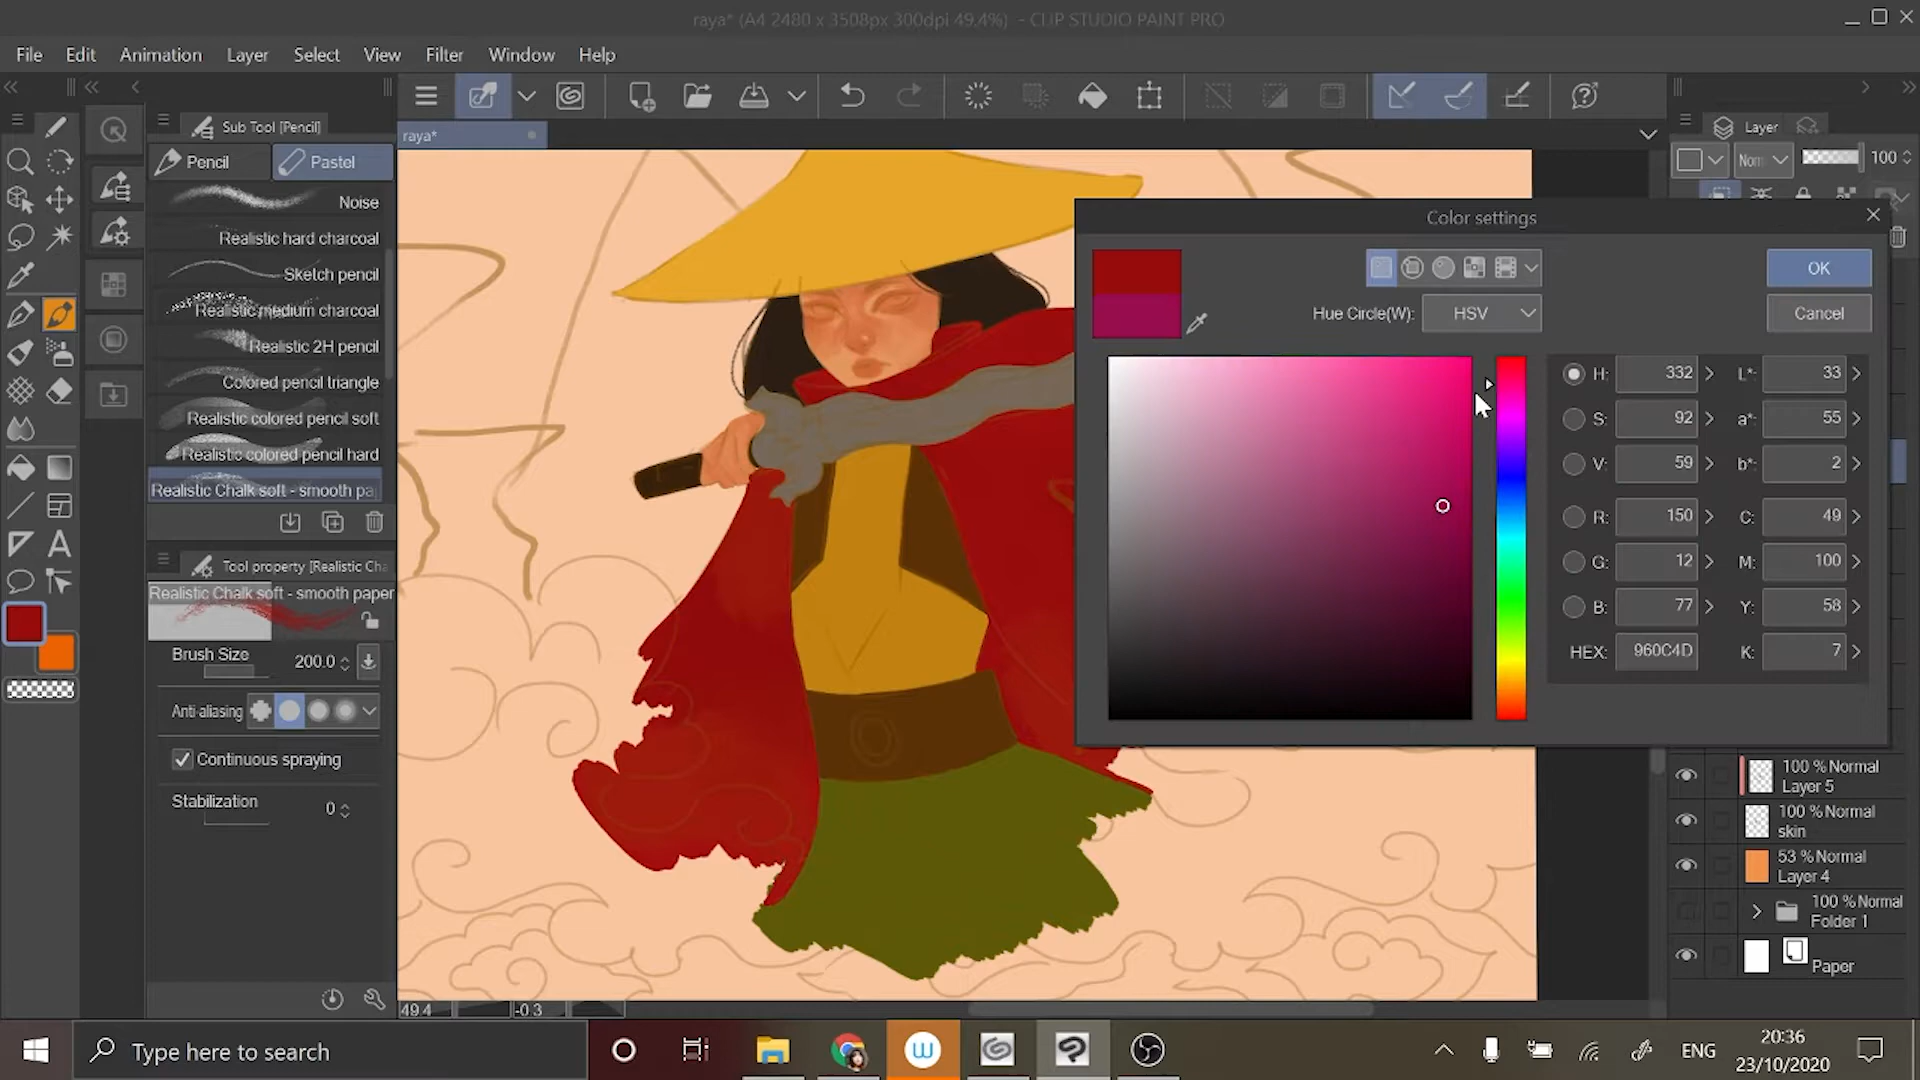 raya* (A4 2480 x 3508px 300dpi 49.4%) - CLIP STUDIO PAINT PRO
File Edit Animation Layer Select View Filter Window Help
Sub Tool [Pencil]
Layer
raya*
Pencil Pastel
Nom 100
Noise
Realistic hard charcoal
Sketch pencil
Realistic medium charcoal
Realistic 2H pencil
Colored pencil triangle
Realistic colored pencil soft
Realistic colored pencil hard
Realistic Chalk soft - smooth pa
Tool property [Realistic Cha
Realistic Chalk soft - smooth paper
Brush Size 200.0
Anti-aliasing
Continuous spraying
Stabilization 0
Color settings
OK
Hue Circle(W): HSV Cancel
H: 332 L*: 33
S: 92 a*: 55
V: 59 b*: 2
R: 150 C: 49
G: 12 M: 100
B: 77 Y: 58
HEX: 960C4D K: 7
100 % Normal
Layer 5
100 % Normal
skin
53 % Normal
Layer 4
100 % Normal
Folder 1
Paper
49.4 -0.3
Type here to search
ENG
20:36
23/10/2020